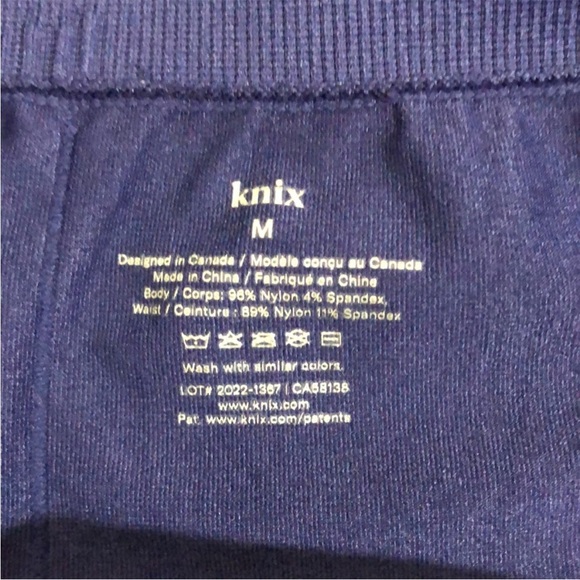 knix
M
Designed in Canada / Modèle conçu au Canada
Made in China / Fabriqué en Chine
Body / Corps: 96% Nylon 4% Spandex,
Waist / Ceinture : 89% Nylon 11% Spandex
Wash with similar colors.
LOT# 2022-1367 | CA58138
www.knix.com
Pat. www.knix.com/patents